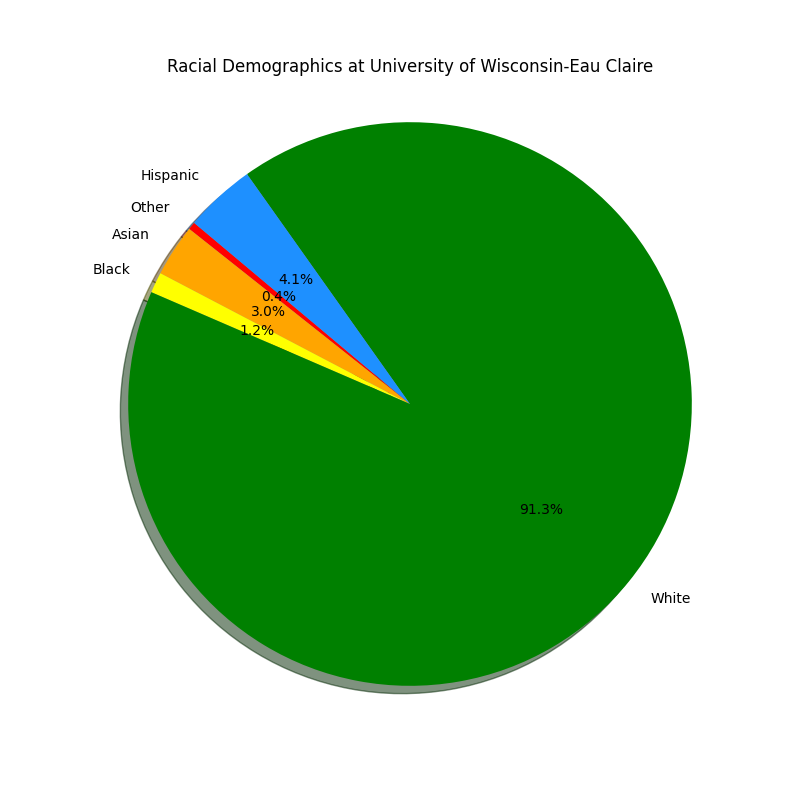 Racial Demographics at University of Wisconsin-Eau Claire
Hispanic
Other
Asian
Black
4.1%
0.4%
3.0%
1.2%
91.3%
White